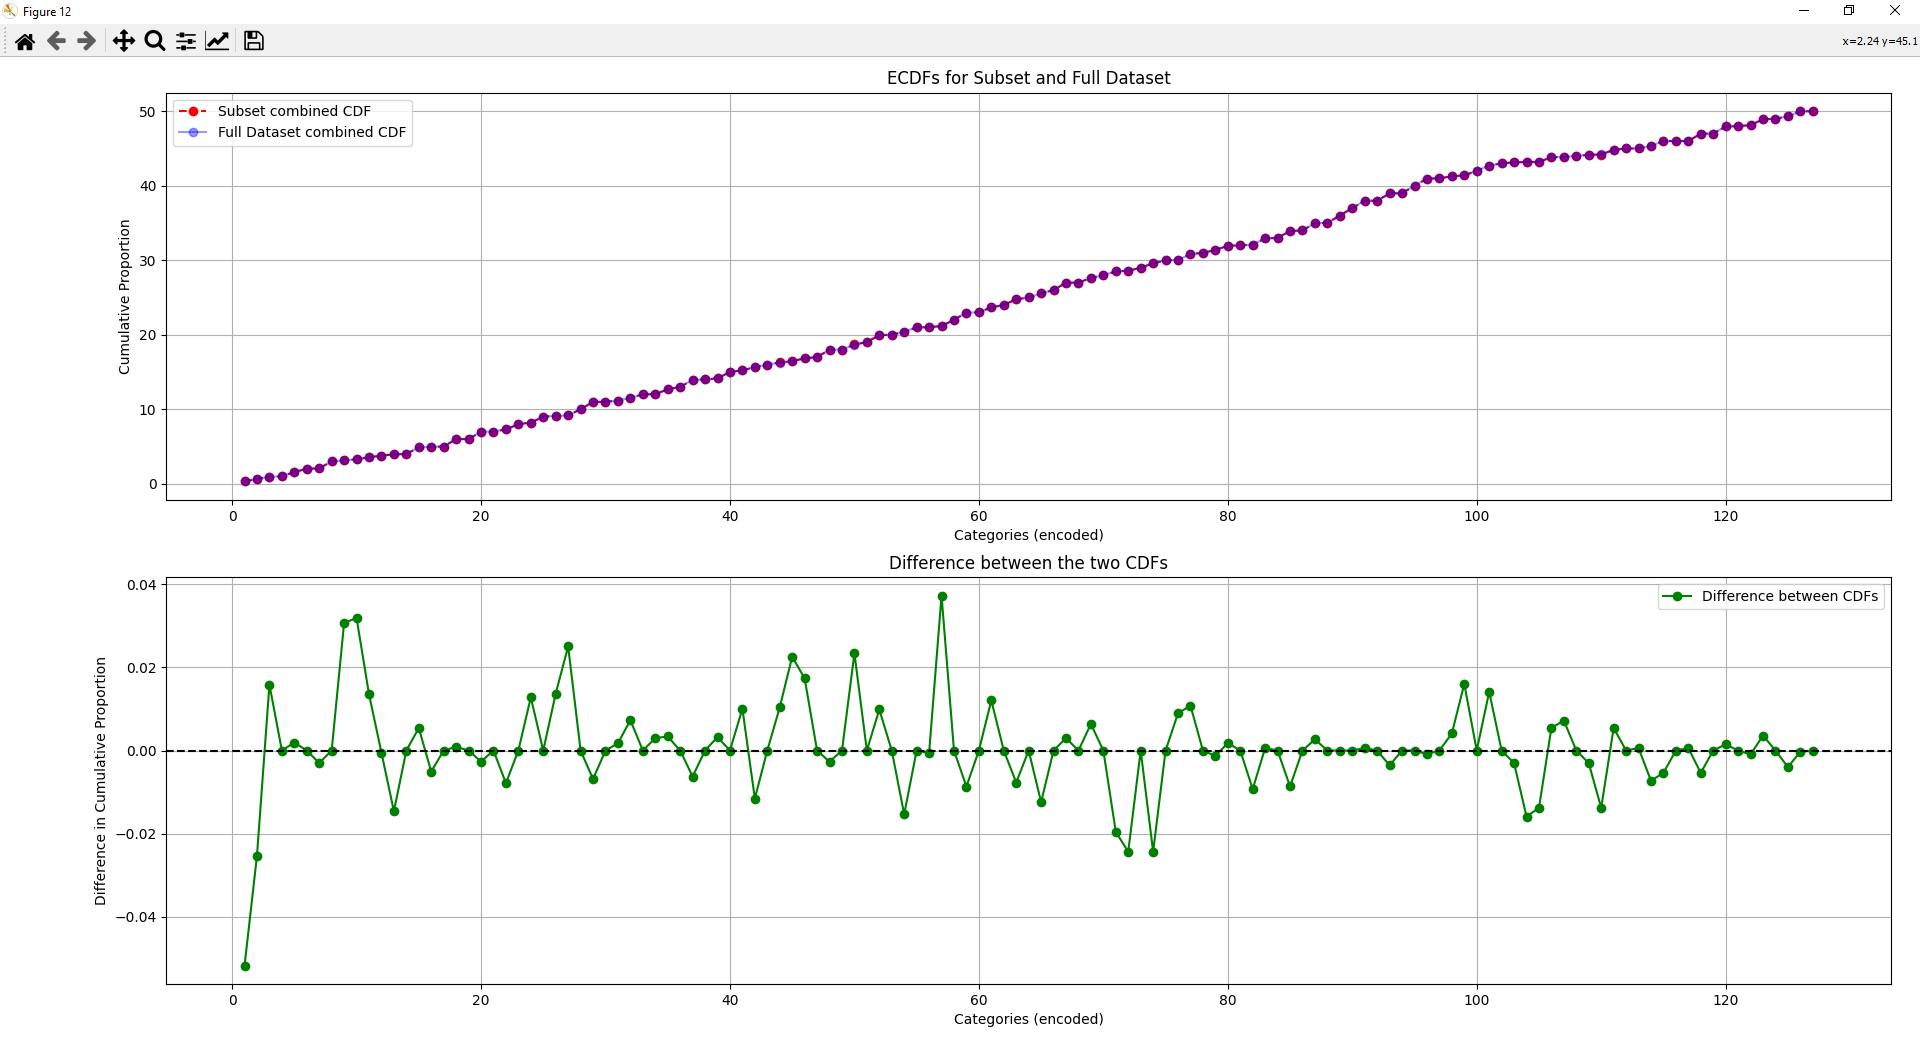 Figure 12
x=2.24 y=45.1
ECDFs for Subset and Full Dataset
Subset combined CDF
Full Dataset combined CDF
Cumulative Proportion
50
40
30
20
10
0
0 20 40 60 80 100 120
Categories (encoded)
Difference between the two CDFs
Difference between CDFs
Difference in Cumulative Proportion
0.04
0.02
0.00
−0.02
−0.04
0 20 40 60 80 100 120
Categories (encoded)